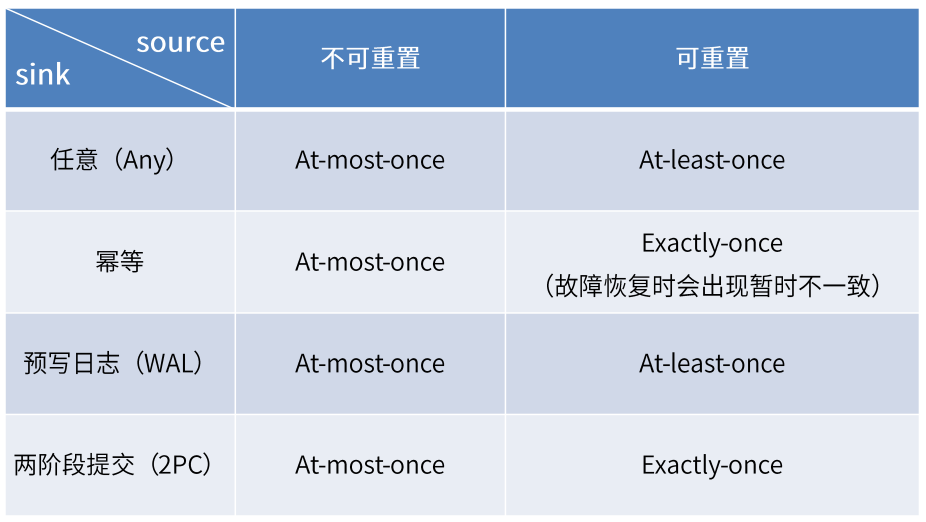 source
sink
不可重置
可重置
任意（Any）
At-most-once
At-least-once
幂等
At-most-once
Exactly-once
（故障恢复时会出现暂时不一致）
预写日志（WAL）
At-most-once
At-least-once
两阶段提交（2PC）
At-most-once
Exactly-once